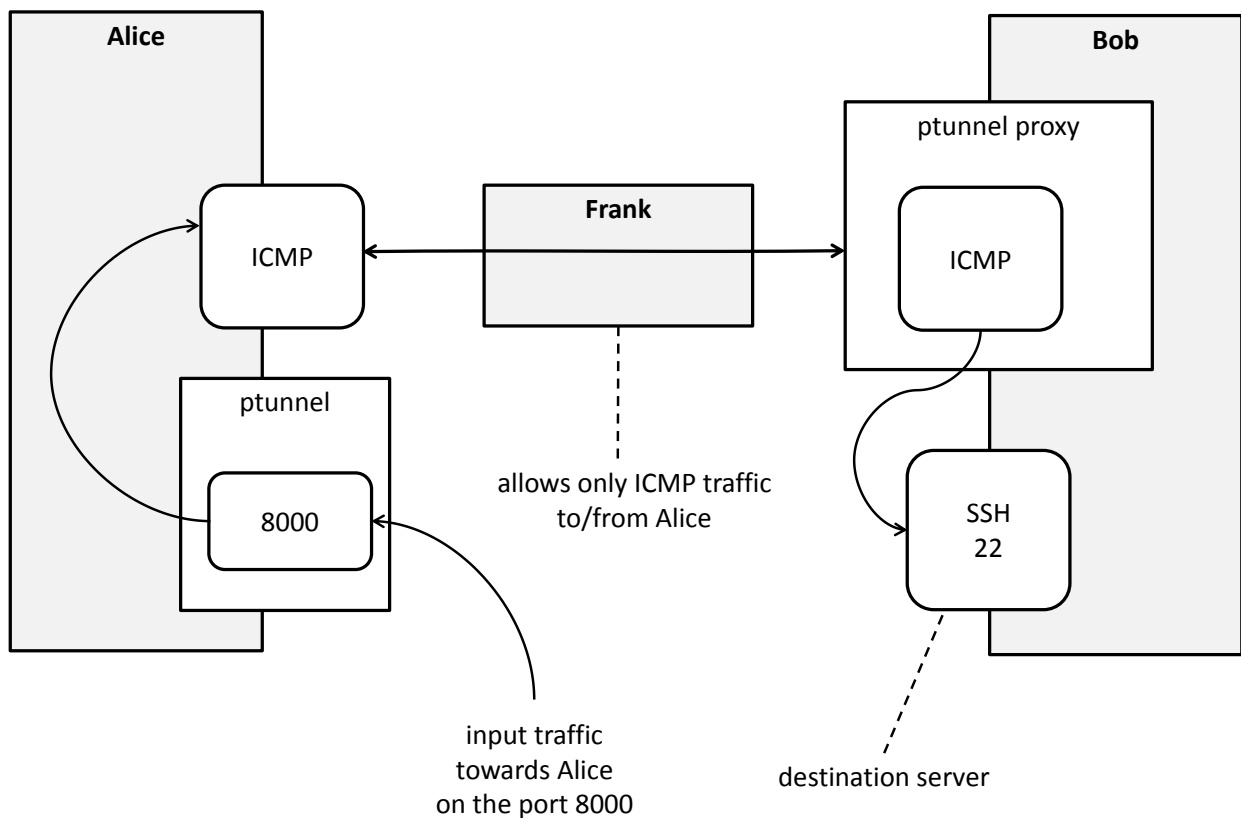 Alice
Bob
ptunnel proxy
Frank
ICMP
ICMP
ptunnel
allows only ICMP traffic
to/from Alice
8000
SSH
22
input traffic
towards Alice
on the port 8000
destination server